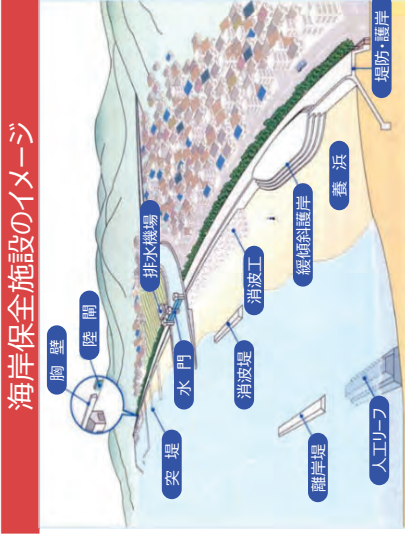 海岸保全施設のイメージ
胸壁
陸閘
排水機場
堤防・護岸
突堤
水門
消波堤
消波工
緩傾斜護岸
養浜
離岸堤
人工リーフ